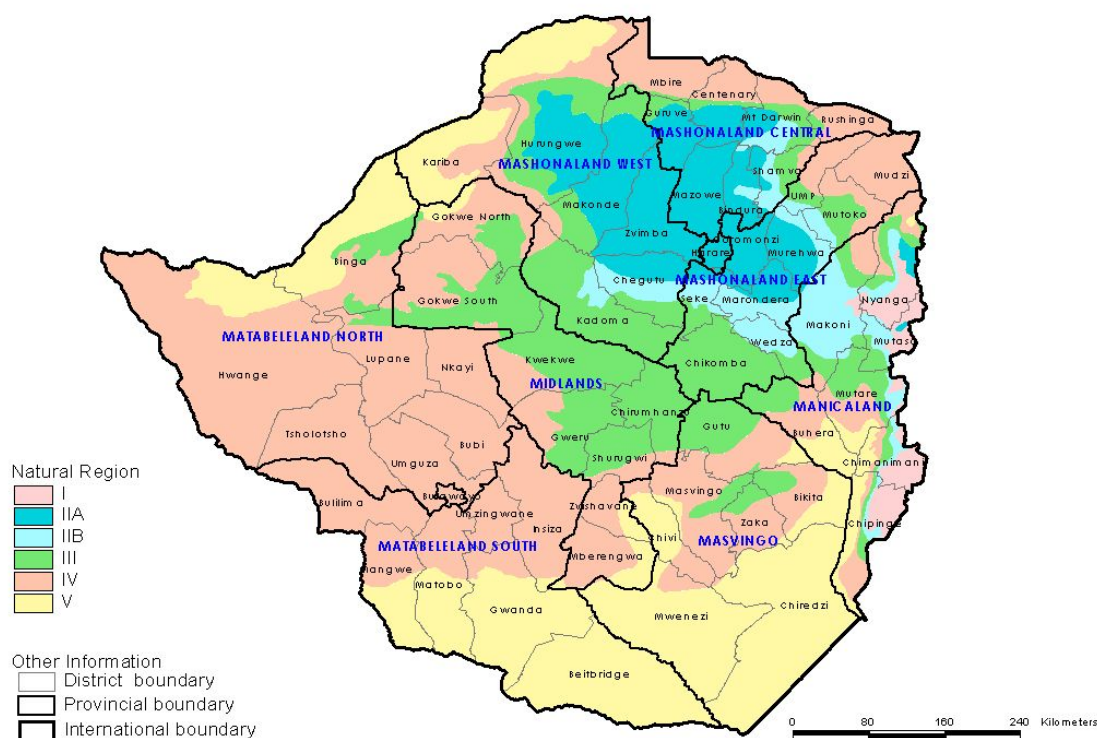 Mbire
Centenary
Guruve
Mt Darwin
Rushinga
MASHONALAND CENTRAL
Hurungwe
Kariba
MASHONALAND WEST
Shamva
Mudzi
Mazowe
UMP
Makonde
Bindura
Mutoko
Gokwe North
Zvimba
Goromonzi
Harare
Murehwa
Binga
Chegutu
MASHONALAND EAST
Seke
Marondera
Nyanga
Gokwe South
Kadoma
Makoni
MATABELELAND NORTH
Wedza
Mutasa
Lupane
Kwekwe
Chikomba
Hwange
Nkayi
MIDLANDS
Mutare
Chirumhanzi
MANICALAND
Gutu
Buhera
Tsholotsho
Bubi
Gweru
Shurugwi
Umguza
Chimanimani
Natural Region
I
IIA
IIB
III
IV
V
Bulilima
Bulawayo
Masvingo
Bikita
Umzingwane
Zvishavane
Chipinge
Zaka
Insiza
MATABELELAND SOUTH
Chivi
MASVINGO
Mangwe
Mberengwa
Matobo
Gwanda
Mwenezi
Chiredzi
Beitbridge
Other Information
District boundary
Provincial boundary
International boundary
0 80 160 240 Kilometers